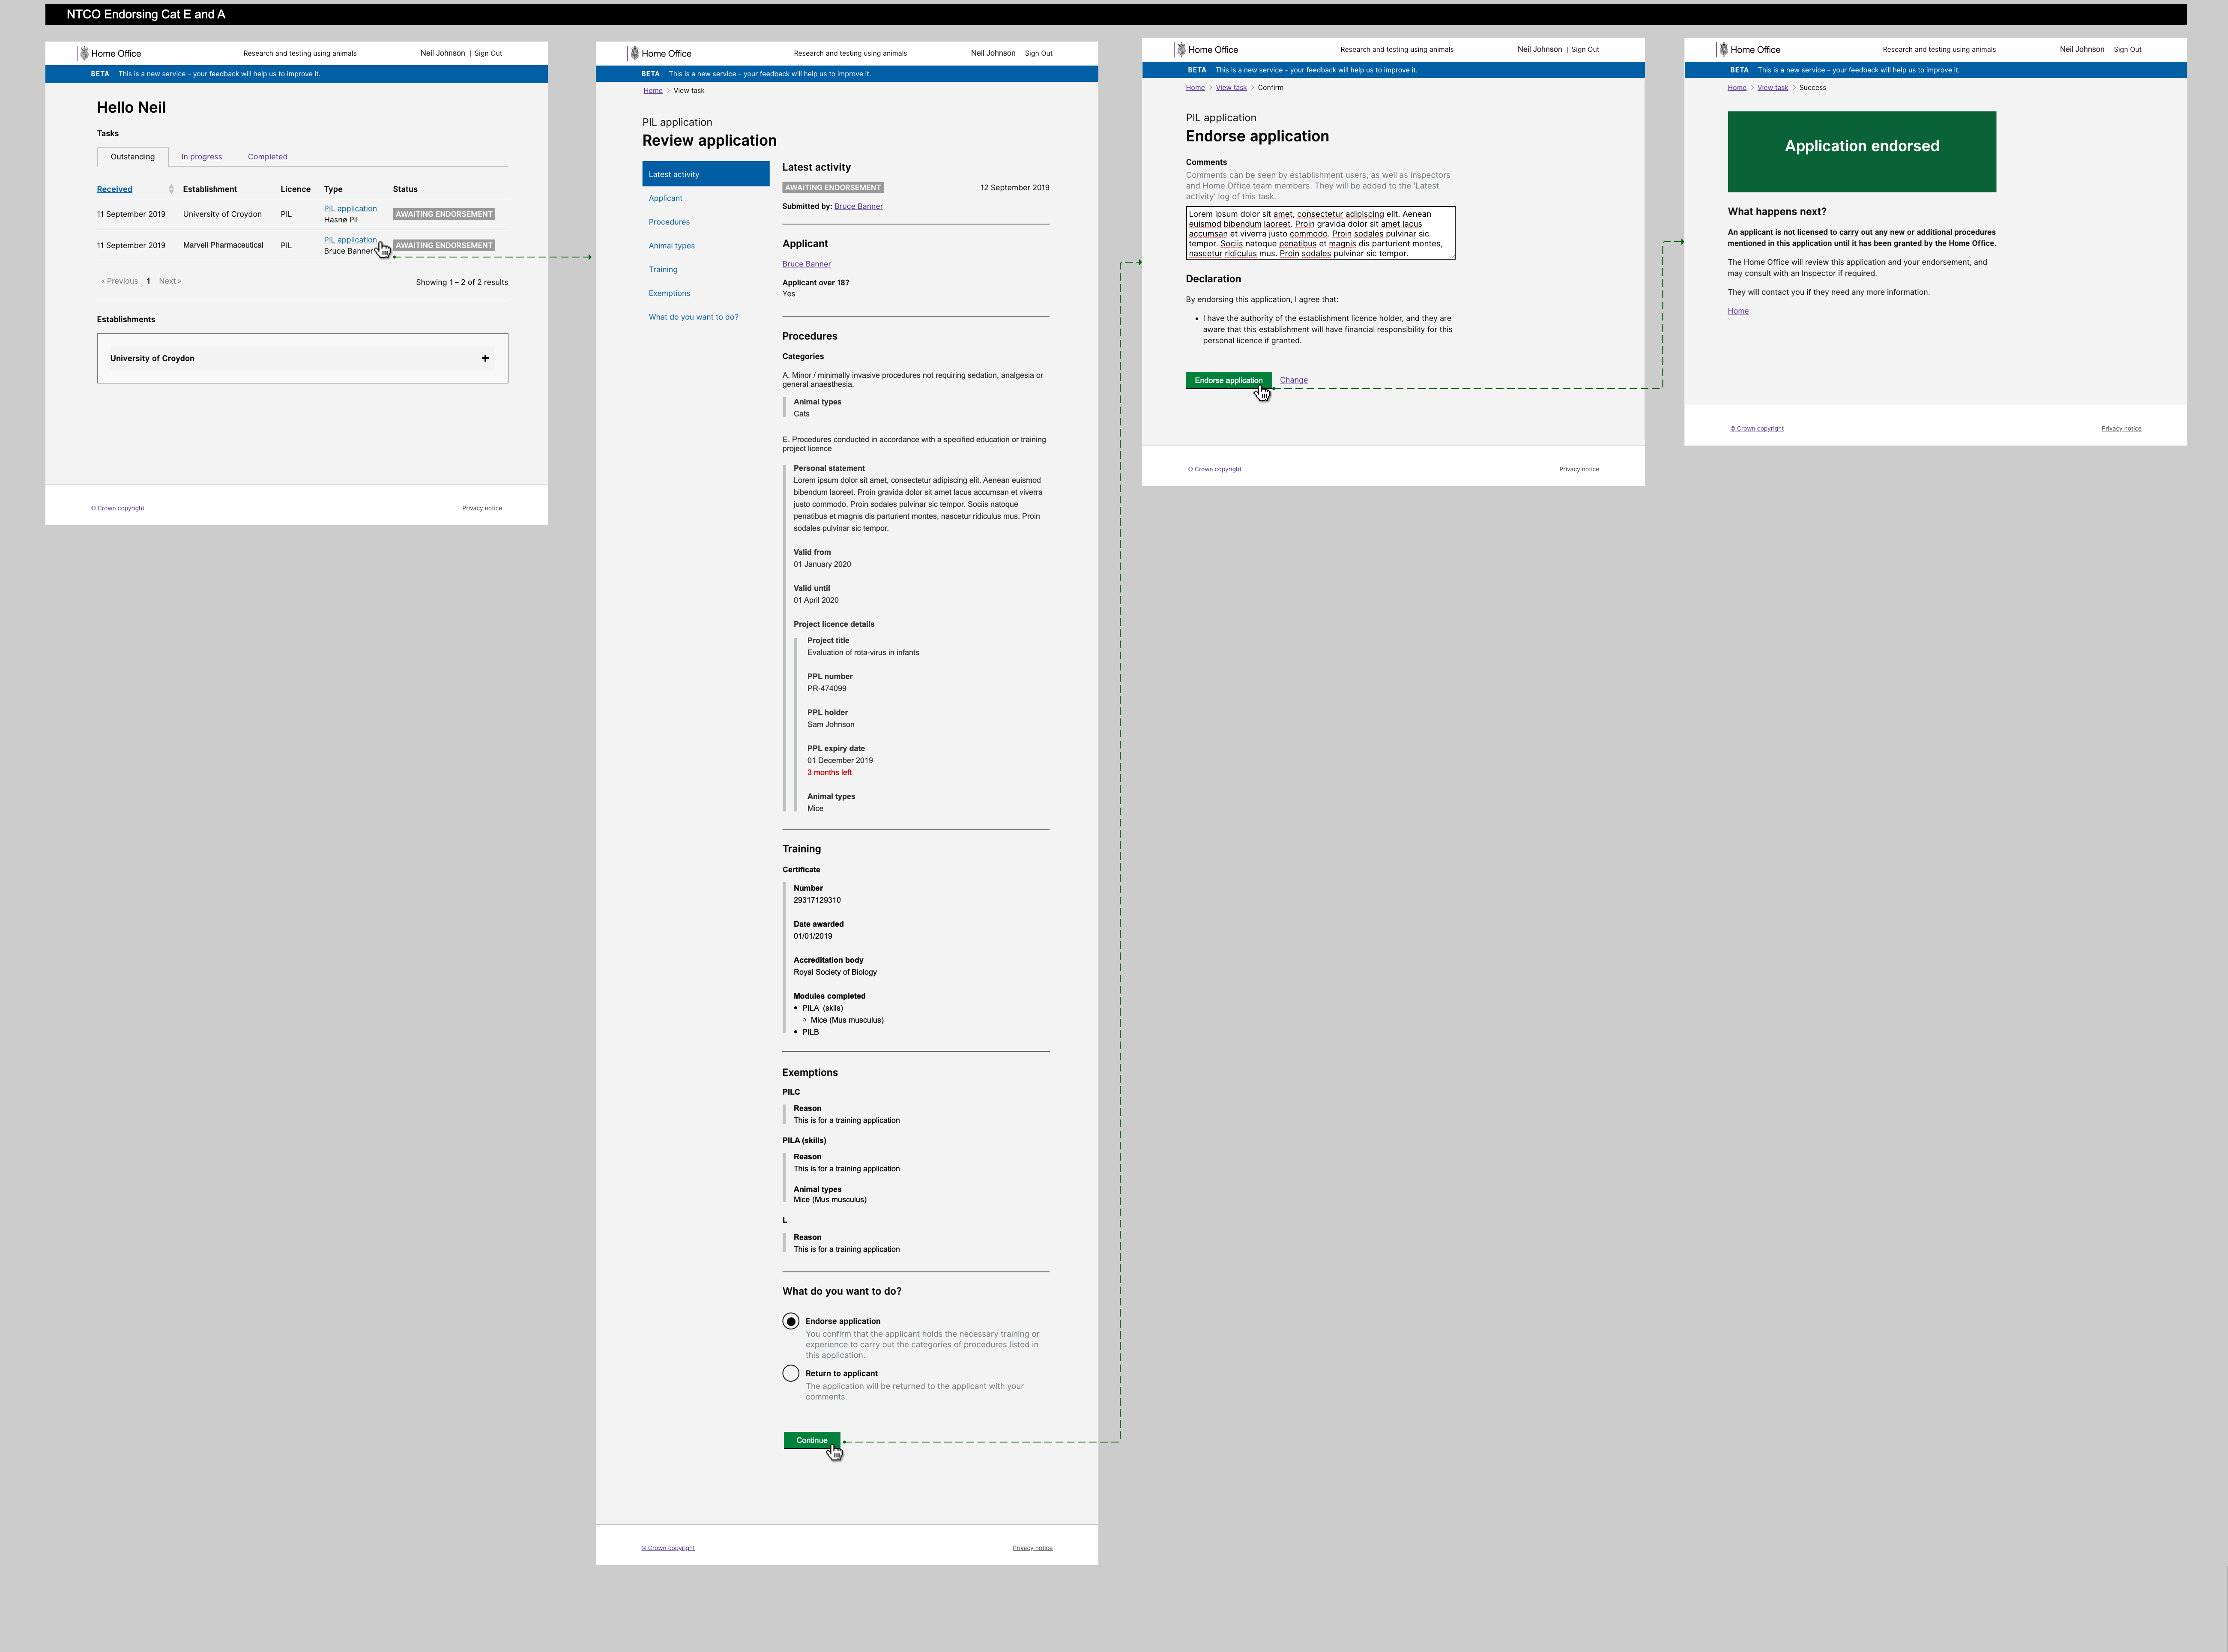 NTCO Endorsing Cat E and A
Home Office
Research and testing using animals
Neil Johnson | Sign Out
BETA This is a new service – your feedback will help us to improve it.
Hello Neil
Tasks
Outstanding In progress Completed
Received Establishment Licence Type Status
11 September 2019 University of Croydon PIL PIL application AWAITING ENDORSEMENT
Hasnø Pil
11 September 2019 Marvell Pharmaceutical PIL PIL application AWAITING ENDORSEMENT
Bruce Banner
« Previous 1 Next » Showing 1 – 2 of 2 results
Establishments
University of Croydon +
© Crown copyright Privacy notice
Home Office
Research and testing using animals
Neil Johnson | Sign Out
BETA This is a new service – your feedback will help us to improve it.
Home > View task
PIL application
Review application
Latest activity
Applicant
Procedures
Animal types
Training
Exemptions
What do you want to do?
Latest activity
AWAITING ENDORSEMENT 12 September 2019
Submitted by: Bruce Banner
Applicant
Bruce Banner
Applicant over 18?
Yes
Procedures
Categories
A. Minor / minimally invasive procedures not requiring sedation, analgesia or
general anaesthesia.
Animal types
Cats
E. Procedures conducted in accordance with a specified education or training
project licence
Personal statement
Lorem ipsum dolor sit amet, consectetur adipiscing elit. Aenean euismod
bibendum laoreet. Proin gravida dolor sit amet lacus accumsan et viverra
justo commodo. Proin sodales pulvinar sic tempor. Sociis natoque
penatibus et magnis dis parturient montes, nascetur ridiculus mus. Proin
sodales pulvinar sic tempor.
Valid from
01 January 2020
Valid until
01 April 2020
Project licence details
Project title
Evaluation of rota-virus in infants
PPL number
PR-474099
PPL holder
Sam Johnson
PPL expiry date
01 December 2019
3 months left
Animal types
Mice
Training
Certificate
Number
29317129310
Date awarded
01/01/2019
Accreditation body
Royal Society of Biology
Modules completed
• PILA (skils)
○ Mice (Mus musculus)
• PILB
Exemptions
PILC
Reason
This is for a training application
PILA (skills)
Reason
This is for a training application
Animal types
Mice (Mus musculus)
L
Reason
This is for a training application
What do you want to do?
Endorse application
You confirm that the applicant holds the necessary training or
experience to carry out the categories of procedures listed in
this application.
Return to applicant
The application will be returned to the applicant with your
comments.
Continue
© Crown copyright Privacy notice
Home Office
Research and testing using animals
Neil Johnson | Sign Out
BETA This is a new service – your feedback will help us to improve it.
Home > View task > Confirm
PIL application
Endorse application
Comments
Comments can be seen by establishment users, as well as inspectors
and Home Office team members. They will be added to the 'Latest
activity' log of this task.
Lorem ipsum dolor sit amet, consectetur adipiscing elit. Aenean
euismod bibendum laoreet. Proin gravida dolor sit amet lacus
accumsan et viverra justo commodo. Proin sodales pulvinar sic
tempor. Sociis natoque penatibus et magnis dis parturient montes,
nascetur ridiculus mus. Proin sodales pulvinar sic tempor.
Declaration
By endorsing this application, I agree that:
• I have the authority of the establishment licence holder, and they are
aware that this establishment will have financial responsibility for this
personal licence if granted.
Endorse application Change
© Crown copyright Privacy notice
Home Office
Research and testing using animals
Neil Johnson | Sign Out
BETA This is a new service – your feedback will help us to improve it.
Home > View task > Success
Application endorsed
What happens next?
An applicant is not licensed to carry out any new or additional procedures
mentioned in this application until it has been granted by the Home Office.
The Home Office will review this application and your endorsement, and
may consult with an Inspector if required.
They will contact you if they need any more information.
Home
© Crown copyright Privacy notice